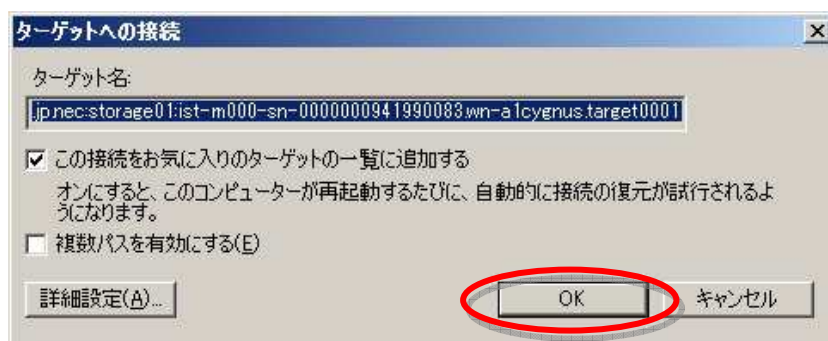 ターゲットへの接続
ターゲット名:
.jp.nec:storage01:ist-m000-sn-0000000941990083.wn-a1cygnus.target0001
この接続をお気に入りのターゲットの一覧に追加する
オンにすると、このコンピューターが再起動するたびに、自動的に接続の復元が試行されるよ
うになります。
複数パスを有効にする(E)
詳細設定(A)...
OK
キャンセル